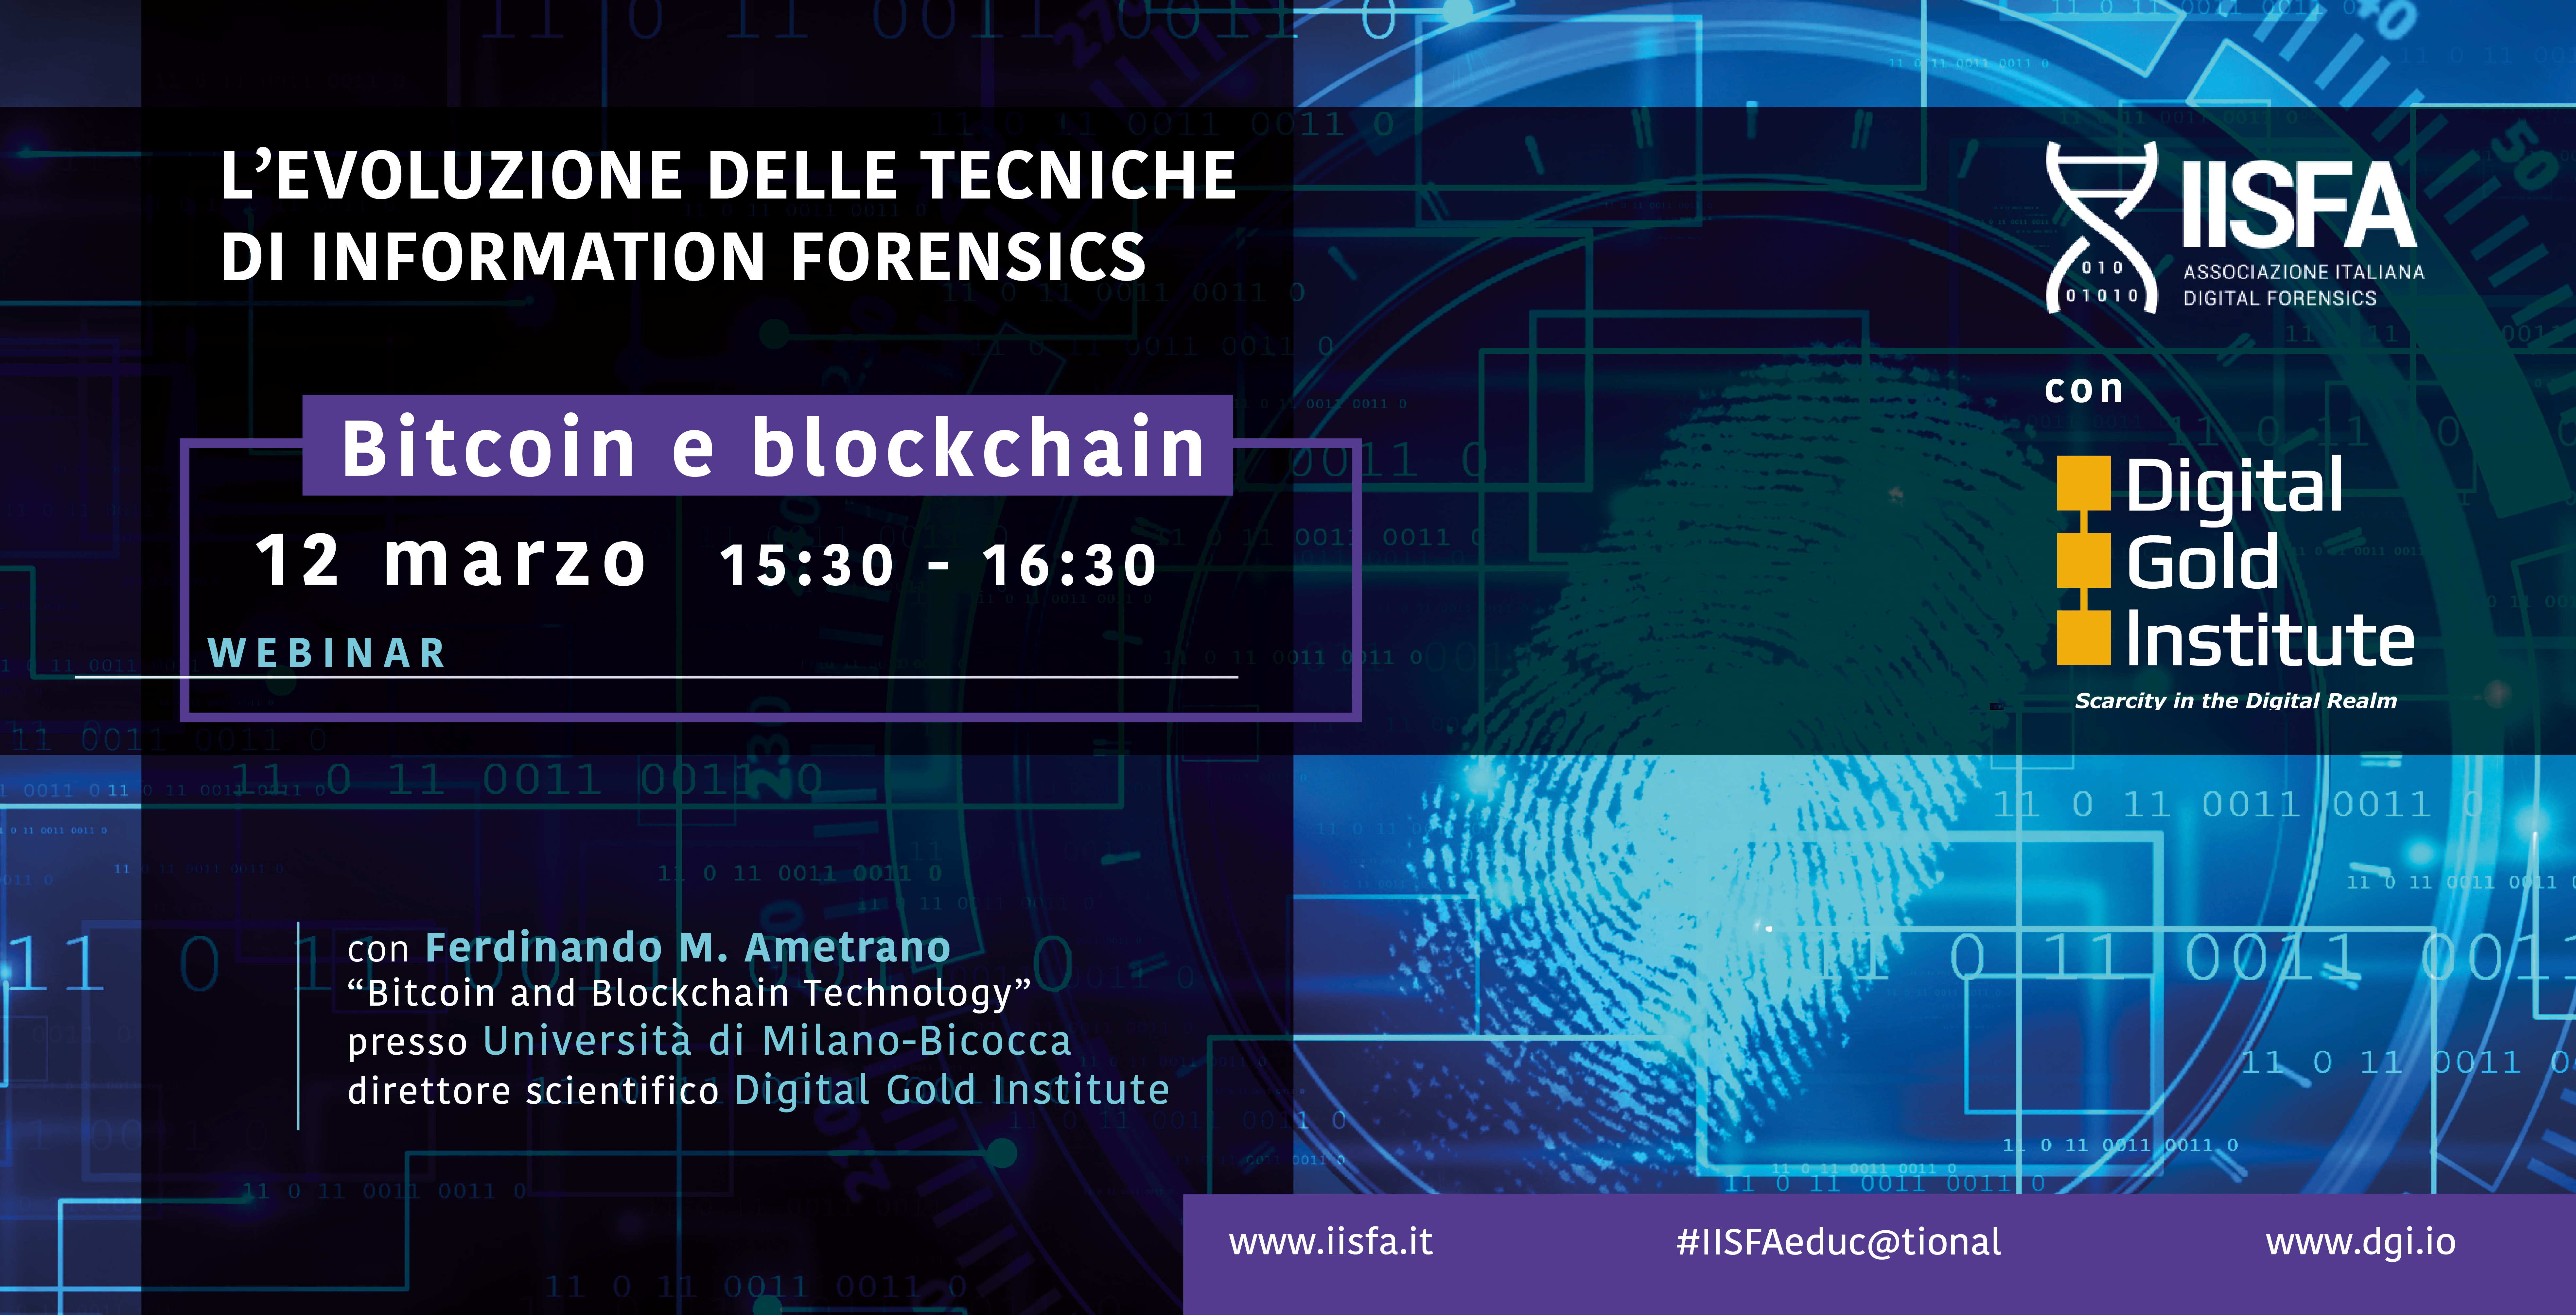 L'EVOLUZIONE DELLE TECNICHE
DI INFORMATION FORENSICS
Bitcoin e blockchain
12 marzo 15:30 - 16:30
WEBINAR
con Ferdinando M. Ametrano
“Bitcoin and Blockchain Technology”
presso Università di Milano-Bicocca
direttore scientifico Digital Gold Institute
IISFA
ASSOCIAZIONE ITALIANA
DIGITAL FORENSICS
010
01010
con
Digital
Gold
Institute
Scarcity in the Digital Realm
www.iisfa.it
#IISFAeduc@tional
www.dgi.io